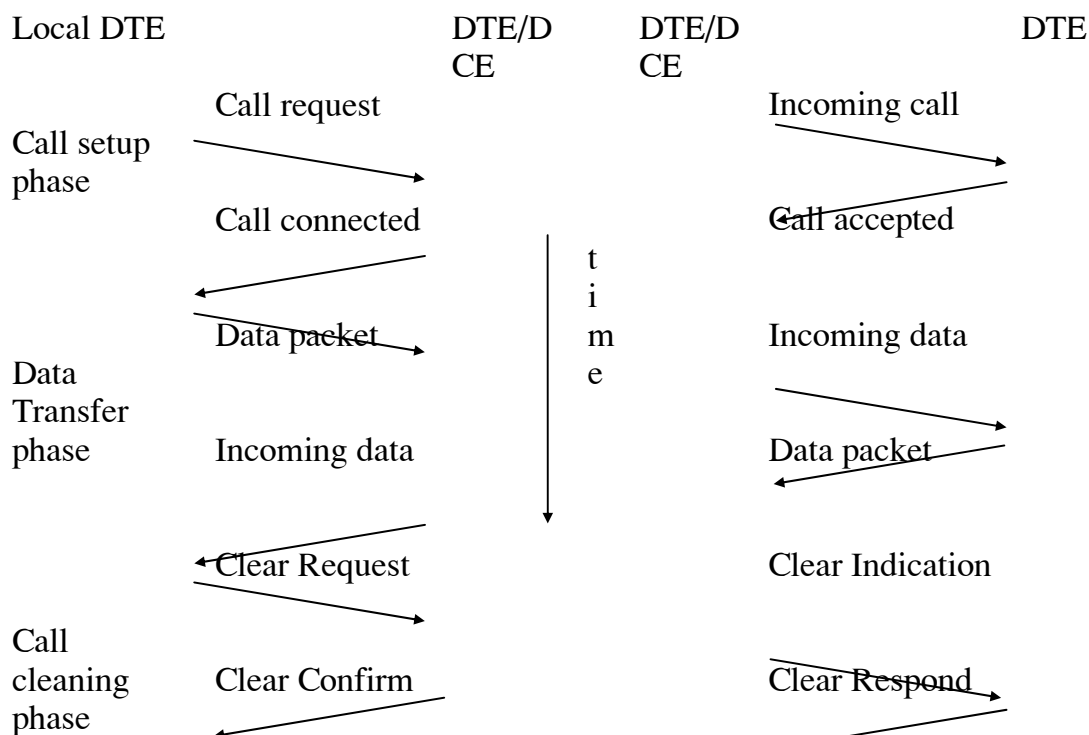 Local DTE DTE/D DTE/D DTE
CE CE
Call request Incoming call
Call setup
phase
Call connected Call accepted
t
i
m
e
Data packet Incoming data
Data
Transfer
phase
Incoming data Data packet
Clear Request Clear Indication
Call
cleaning
phase
Clear Confirm Clear Respond